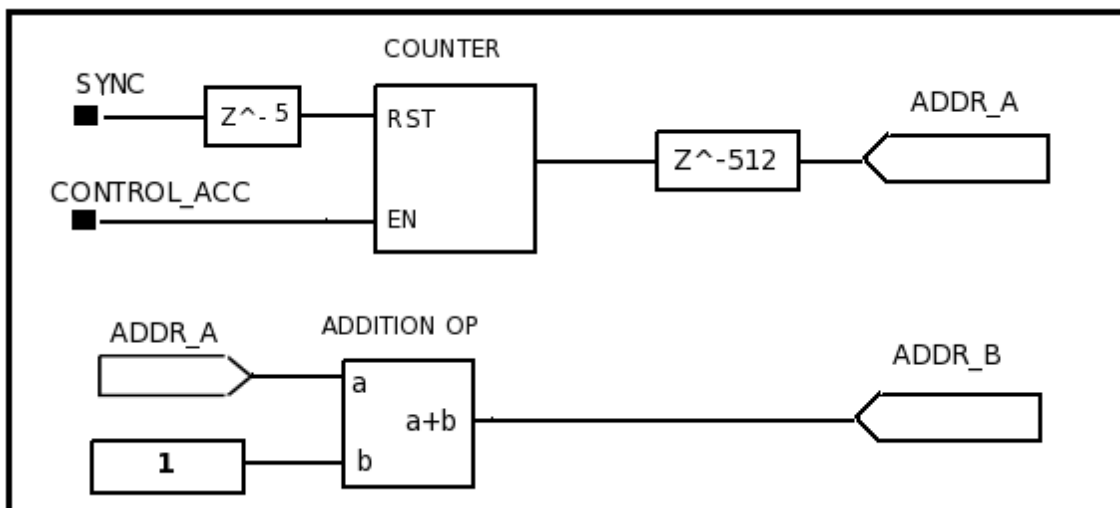 COUNTER
SYNC
Z^- 5
RST
ADDR_A
Z^-512
CONTROL_ACC
EN
ADDR_A
ADDITION OP
ADDR_B
a
a+b
1
b